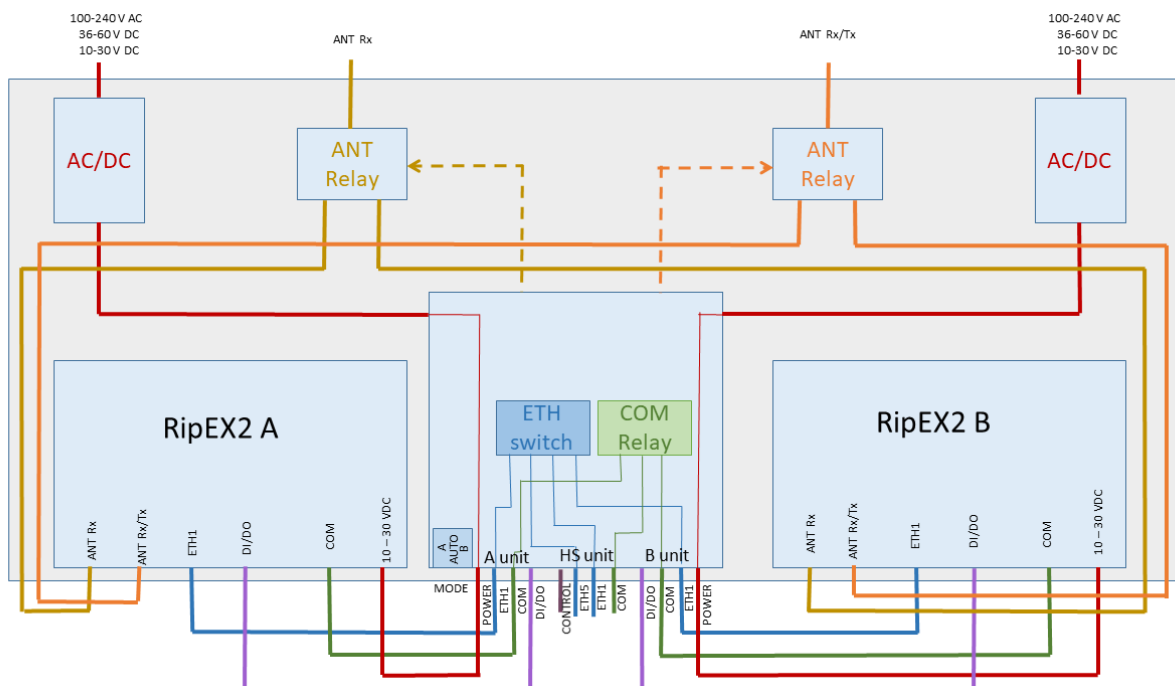 100-240 V AC
36-60 V DC
10-30 V DC
ANT Rx
ANT Rx/Tx
100-240 V AC
36-60 V DC
10-30 V DC
AC/DC
ANT
Relay
ANT
Relay
AC/DC
RipEX2 A
ETH
switch
COM
Relay
RipEX2 B
ANT Rx
ANT Rx/Tx
ETH1
DI/DO
COM
10 – 30 VDC
A
AUTO
B
MODE
A unit
HS unit
B unit
POWER
ETH1
COM
DI/DO
CONTROL
ETH5
ETH1
COM
DI/DO
COM
ETH1
POWER
ANT Rx
ANT Rx/Tx
ETH1
DI/DO
COM
10 – 30 VDC